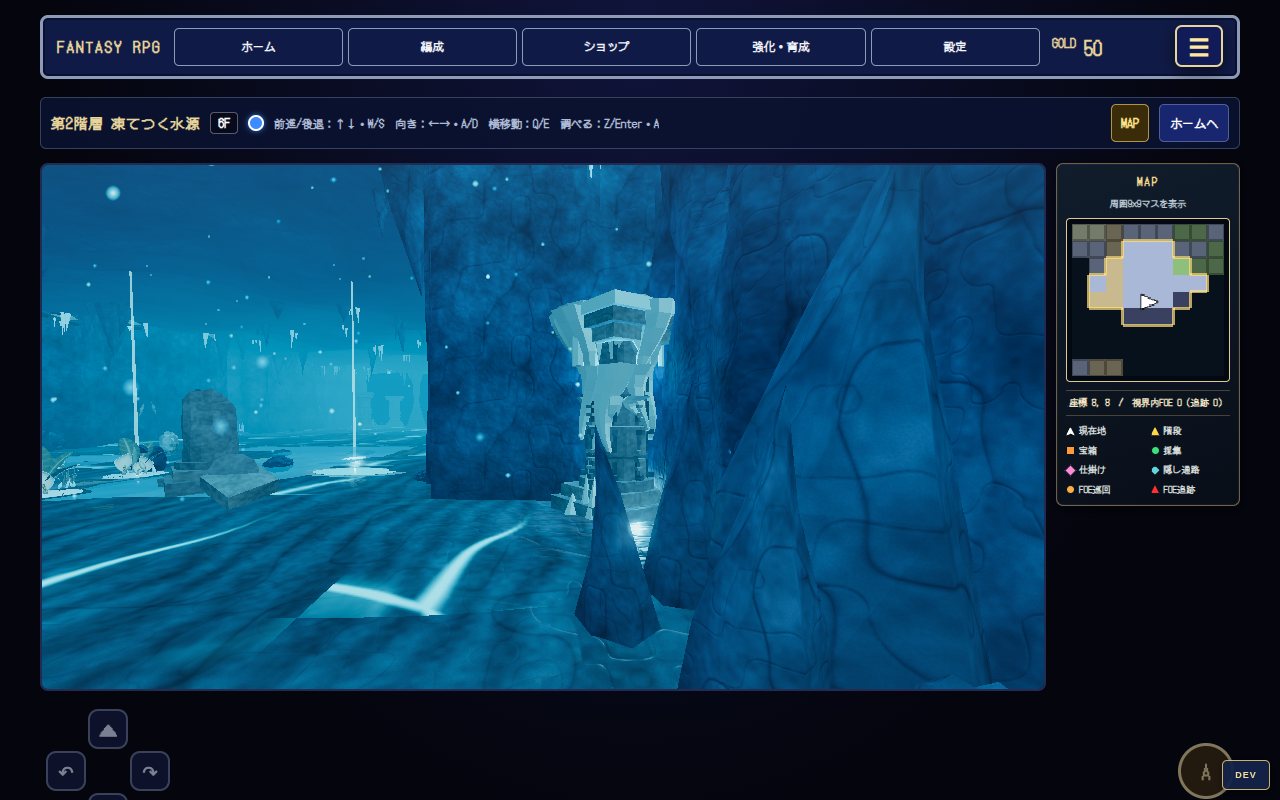 FANTASY RPG
ホーム
編成
ショップ
強化・育成
設定
GOLD 50
第2階層 凍てつく水源
6F
前進/後退：↑↓・W/S 向き：←→・A/D 横移動：Q/E 調べる：Z/Enter・A
MAP
ホームへ
MAP
周囲9x9マスを表示
座標 8, 8 / 視界内FOE 0（追跡 0）
現在地
階段
宝箱
採集
仕掛け
隠し通路
FOE巡回
FOE追跡
A
DEV